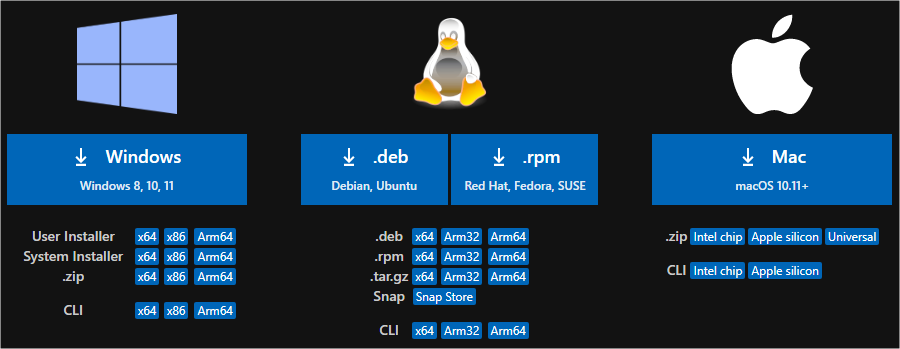 Windows
Windows 8, 10, 11
User Installer x64 x86 Arm64
System Installer x64 x86 Arm64
.zip x64 x86 Arm64
CLI x64 x86 Arm64
.deb
Debian, Ubuntu
.rpm
Red Hat, Fedora, SUSE
.deb x64 Arm32 Arm64
.rpm x64 Arm32 Arm64
.tar.gz x64 Arm32 Arm64
Snap Snap Store
CLI x64 Arm32 Arm64
Mac
macOS 10.11+
.zip Intel chip Apple silicon Universal
CLI Intel chip Apple silicon